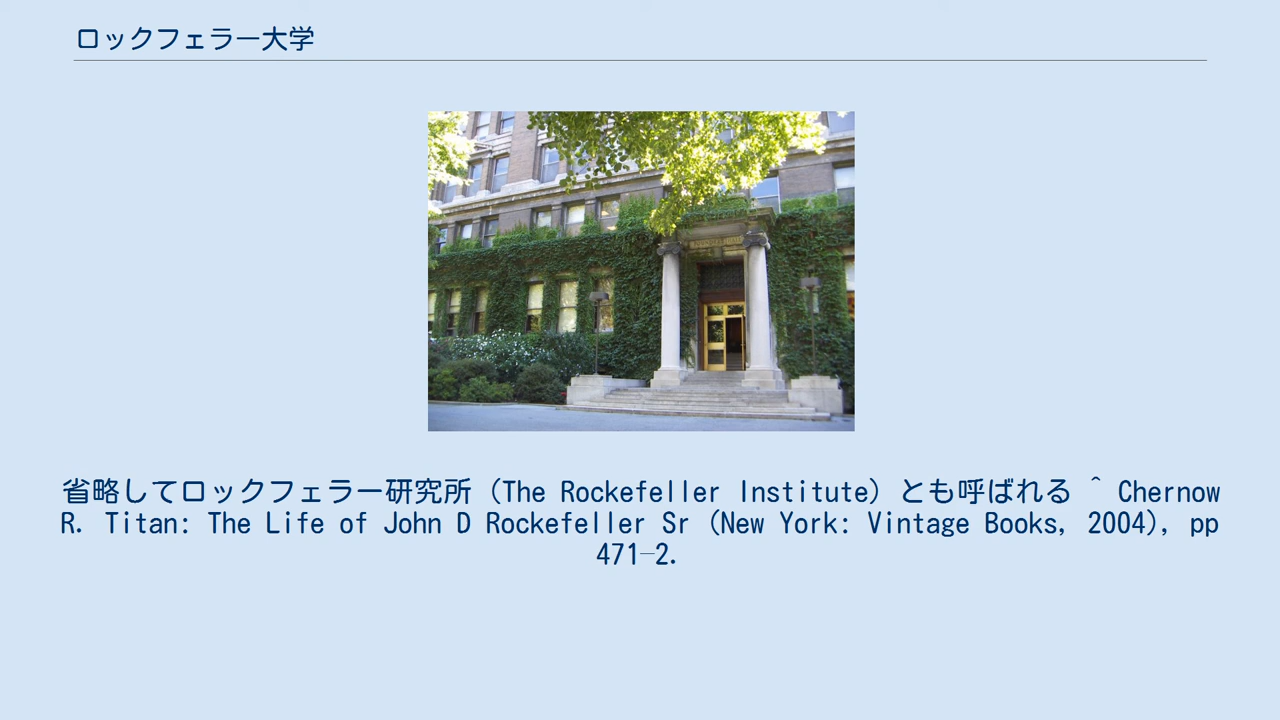 ロックフェラー大学
省略してロックフェラー研究所 (The Rockefeller Institute) とも呼ばれる ^ Chernow
R. Titan: The Life of John D Rockefeller Sr (New York: Vintage Books, 2004), pp
471–2.